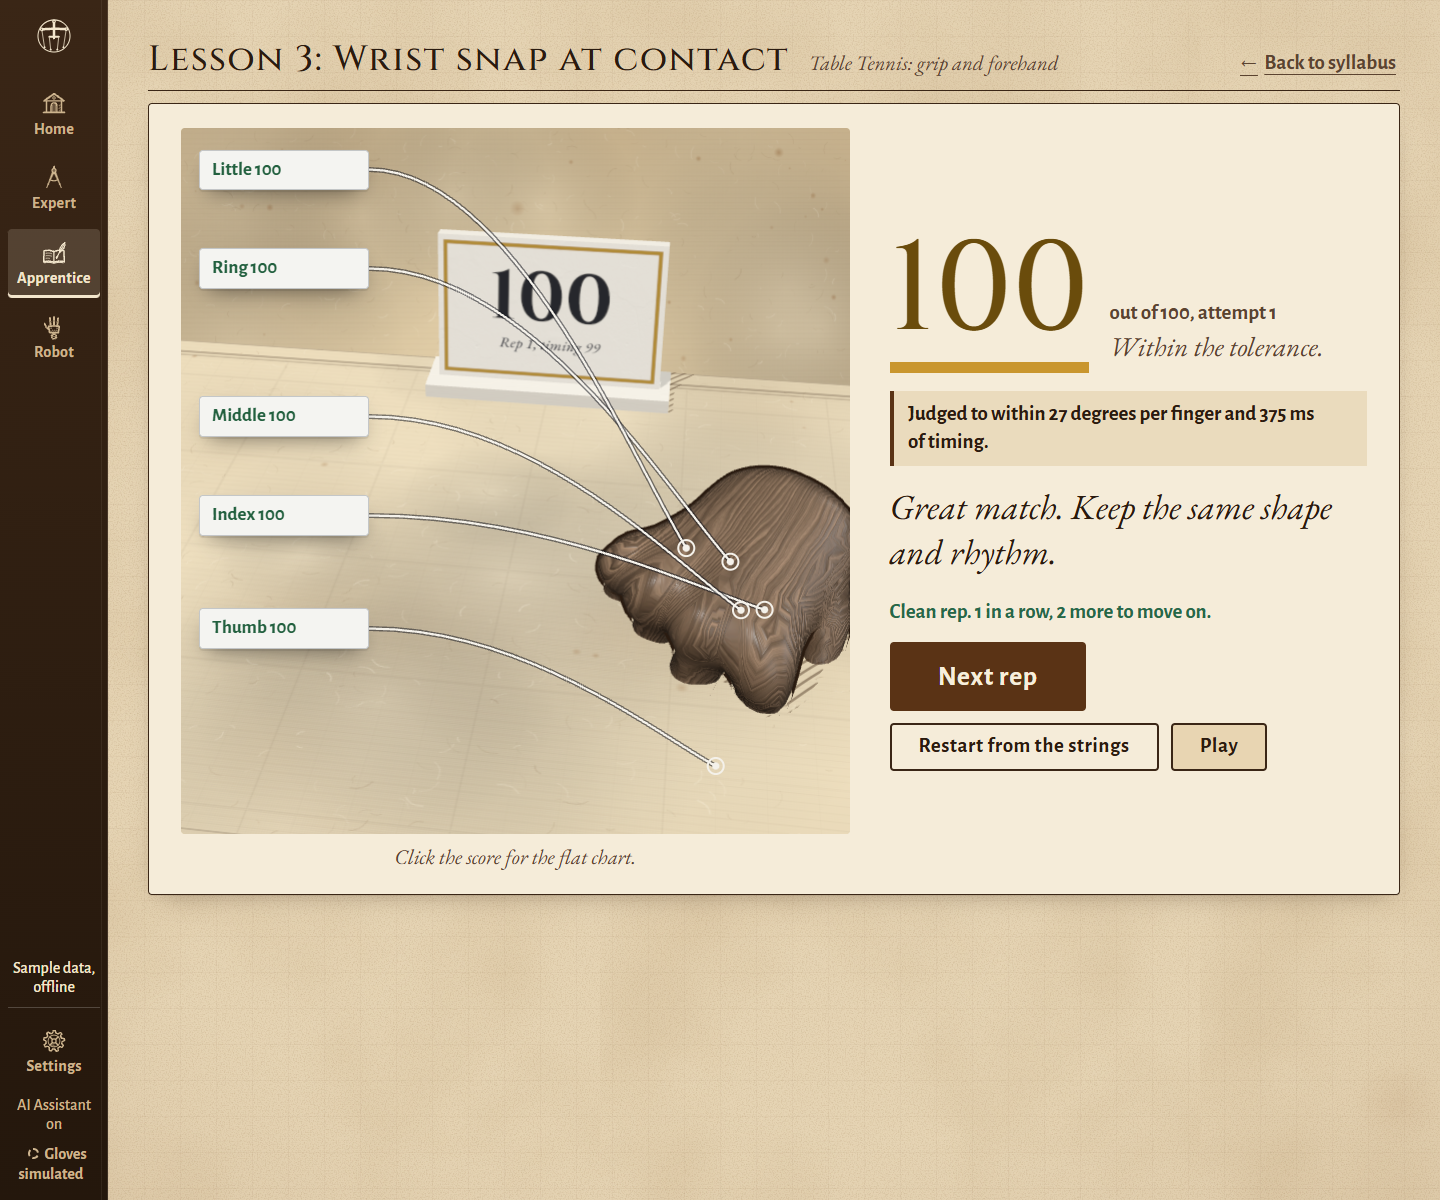 Lesson 3: Wrist snap at contact
Table Tennis: grip and forehand
← Back to syllabus
Home
Expert
Apprentice
Robot
Little 100
Ring 100
Middle 100
Index 100
Thumb 100
100
Rep 1, timing 99
Click the score for the flat chart.
100
out of 100, attempt 1
Within the tolerance.
Judged to within 27 degrees per finger and 375 ms
of timing.
Great match. Keep the same shape
and rhythm.
Clean rep. 1 in a row, 2 more to move on.
Next rep
Restart from the strings
Play
Sample data,
offline
Settings
AI Assistant
on
Gloves
simulated